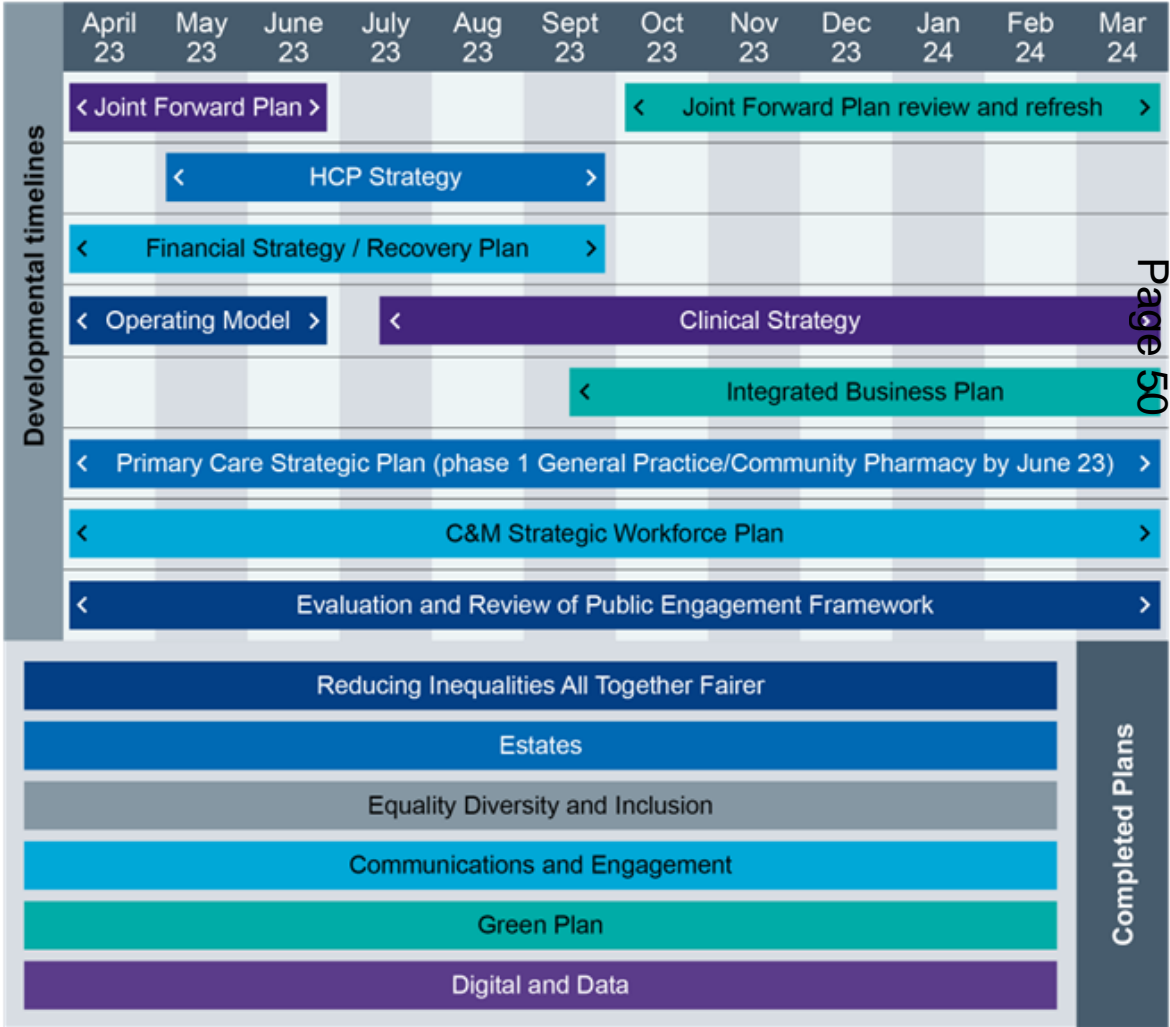 April May June July Aug Sept Oct Nov Dec Jan Feb Mar
23 23 23 23 23 23 23 23 23 24 24 24
Developmental timelines
< Joint Forward Plan >
< Joint Forward Plan review and refresh >
< HCP Strategy >
< Financial Strategy / Recovery Plan >
< Operating Model >
< Clinical Strategy >
< Integrated Business Plan
< Primary Care Strategic Plan (phase 1 General Practice/Community Pharmacy by June 23) >
< C&M Strategic Workforce Plan >
< Evaluation and Review of Public Engagement Framework >
Page 50
Reducing Inequalities All Together Fairer
Estates
Equality Diversity and Inclusion
Communications and Engagement
Green Plan
Digital and Data
Completed Plans